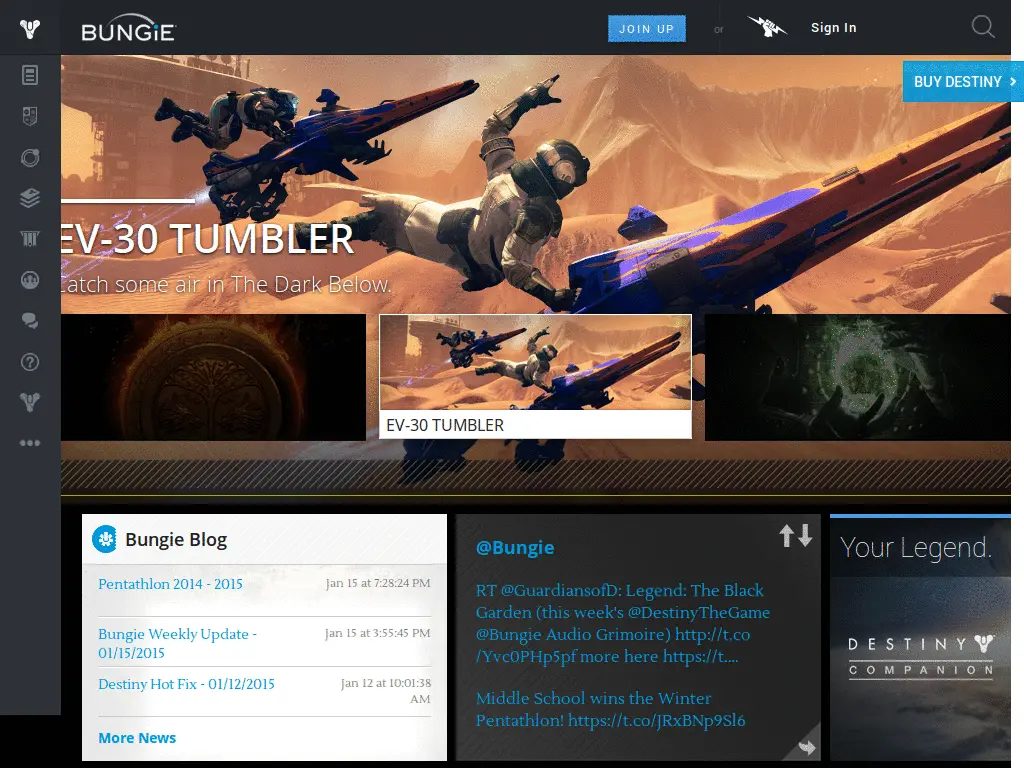 BUNGiE
JOIN UP
or
Sign In
BUY DESTINY
EV-30 TUMBLER
Catch some air in The Dark Below.
EV-30 TUMBLER
Bungie Blog
Pentathlon 2014 - 2015
Jan 15 at 7:28:24 PM
Bungie Weekly Update -
01/15/2015
Jan 15 at 3:55:45 PM
Destiny Hot Fix - 01/12/2015
Jan 12 at 10:01:38
AM
More News
@Bungie
RT @GuardiansofD: Legend: The Black
Garden (this week's @DestinyTheGame
@Bungie Audio Grimoire) http://t.co
/Yvc0PHp5pf more here https://t....
Middle School wins the Winter
Pentathlon! https://t.co/JRxBNp9Sl6
Your Legend.
DESTINY
COMPANION